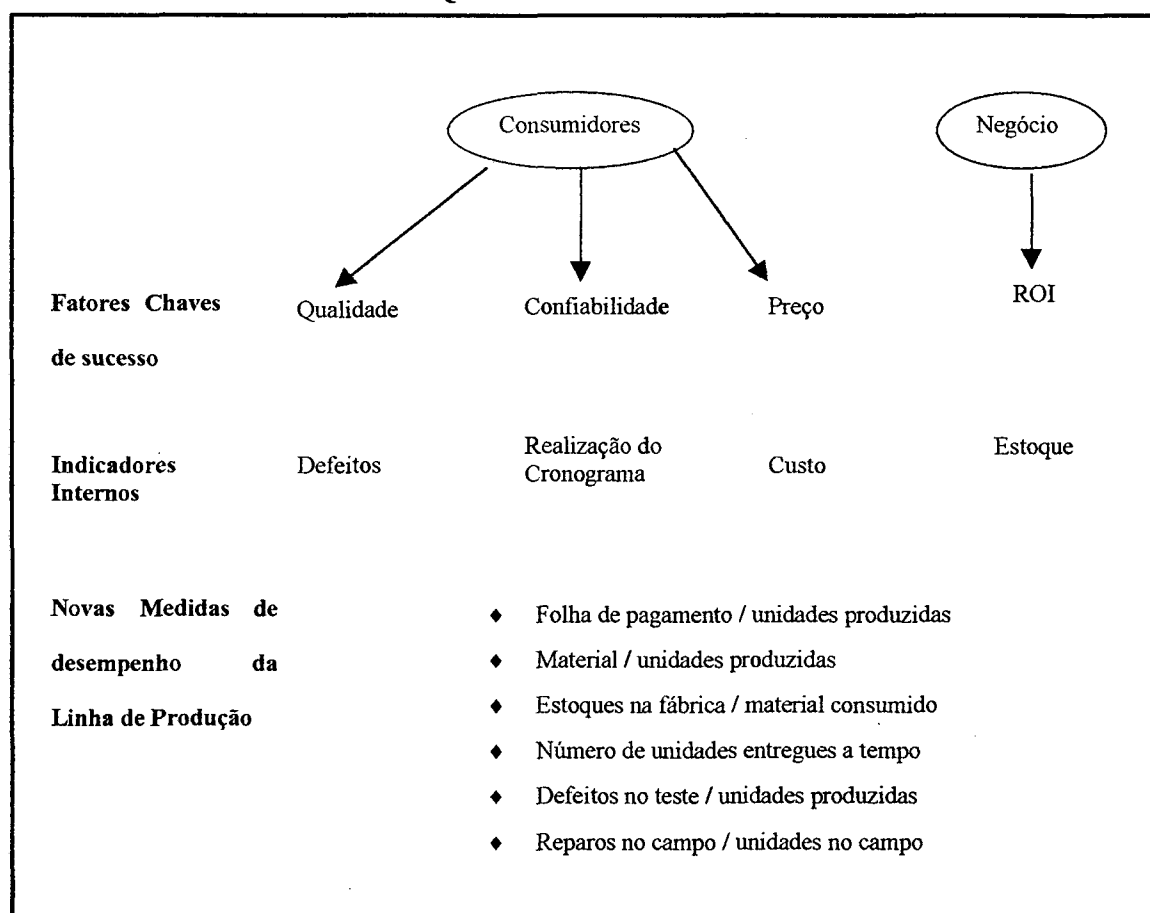 Consumidores
Negócio
Fatores Chaves
de sucesso
Qualidade
Confiabilidade
Preço
ROI
Indicadores
Internos
Defeitos
Realização do
Cronograma
Custo
Estoque
Novas Medidas de
desempenho da
Linha de Produção
♦ Folha de pagamento / unidades produzidas
♦ Material / unidades produzidas
♦ Estoques na fábrica / material consumido
♦ Número de unidades entregues a tempo
♦ Defeitos no teste / unidades produzidas
♦ Reparos no campo / unidades no campo